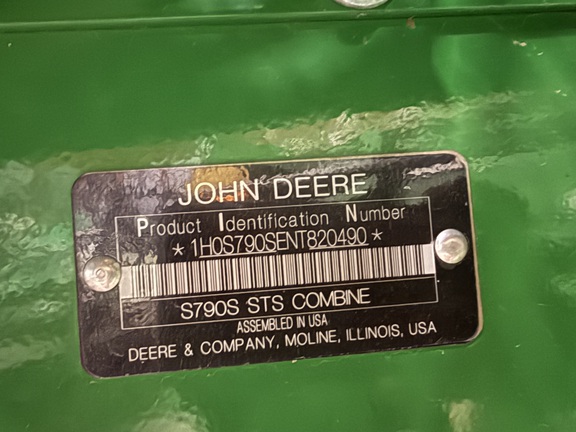 JOHN DEERE
Product Identification Number
*1H0S790SENT820490*
S790S STS COMBINE
ASSEMBLED IN USA
DEERE & COMPANY, MOLINE, ILLINOIS, USA